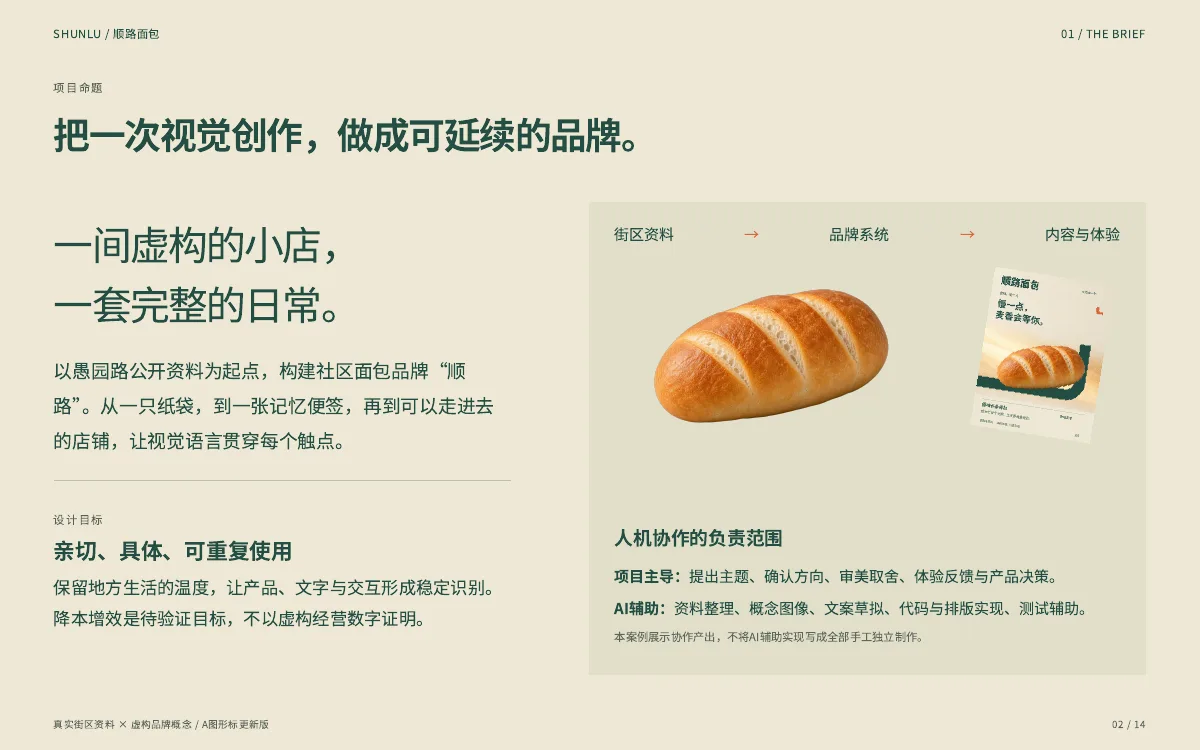 SHUNLU / 顺路面包
01 / THE BRIEF
项目命题
把一次视觉创作，做成可延续的品牌。
一间虚构的小店，
一套完整的日常。
以愚园路公开资料为起点，构建社区面包品牌“顺
路”。从一只纸袋，到一张记忆便签，再到可以走进去
的店铺，让视觉语言贯穿每个触点。
设计目标
亲切、具体、可重复使用
保留地方生活的温度，让产品、文字与交互形成稳定识别。
降本增效是待验证目标，不以虚构经营数字证明。
街区资料 → 品牌系统 → 内容与体验
顺路面包
慢一点，
麦香会等你。
人机协作的负责范围
项目主导：提出主题、确认方向、审美取舍、体验反馈与产品决策。
AI辅助：资料整理、概念图像、文案草拟、代码与排版实现、测试辅助。
本案例展示协作产出，不将AI辅助实现写成全部手工独立制作。
真实街区资料 × 虚构品牌概念 / A图形标更新版
02 / 14